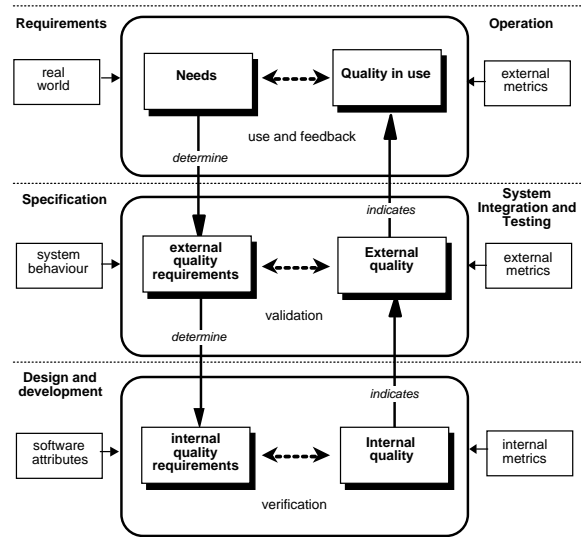 Requirements
Operation
real
world
Needs
Quality in use
external
metrics
use and feedback
determine
Specification
System
Integration and
Testing
indicates
system
behaviour
external
quality
requirements
External
quality
external
metrics
validation
determine
Design and
development
indicates
software
attributes
internal
quality
requirements
Internal
quality
internal
metrics
verification